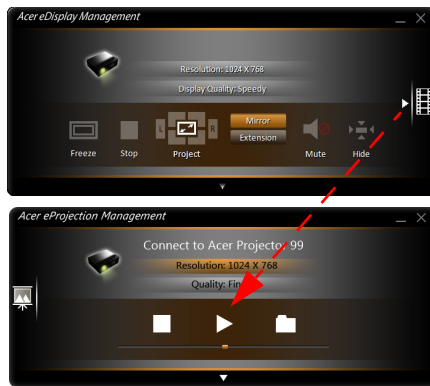 Acer eDisplay Management
Resolution: 1024 X 768
Display Quality: Speedy
L R Mirror
Extension
Freeze Stop Project Mute Hide
Acer eProjection Management
Connect to Acer Projector 99
Resolution: 1024 X 768
Quality: Fin